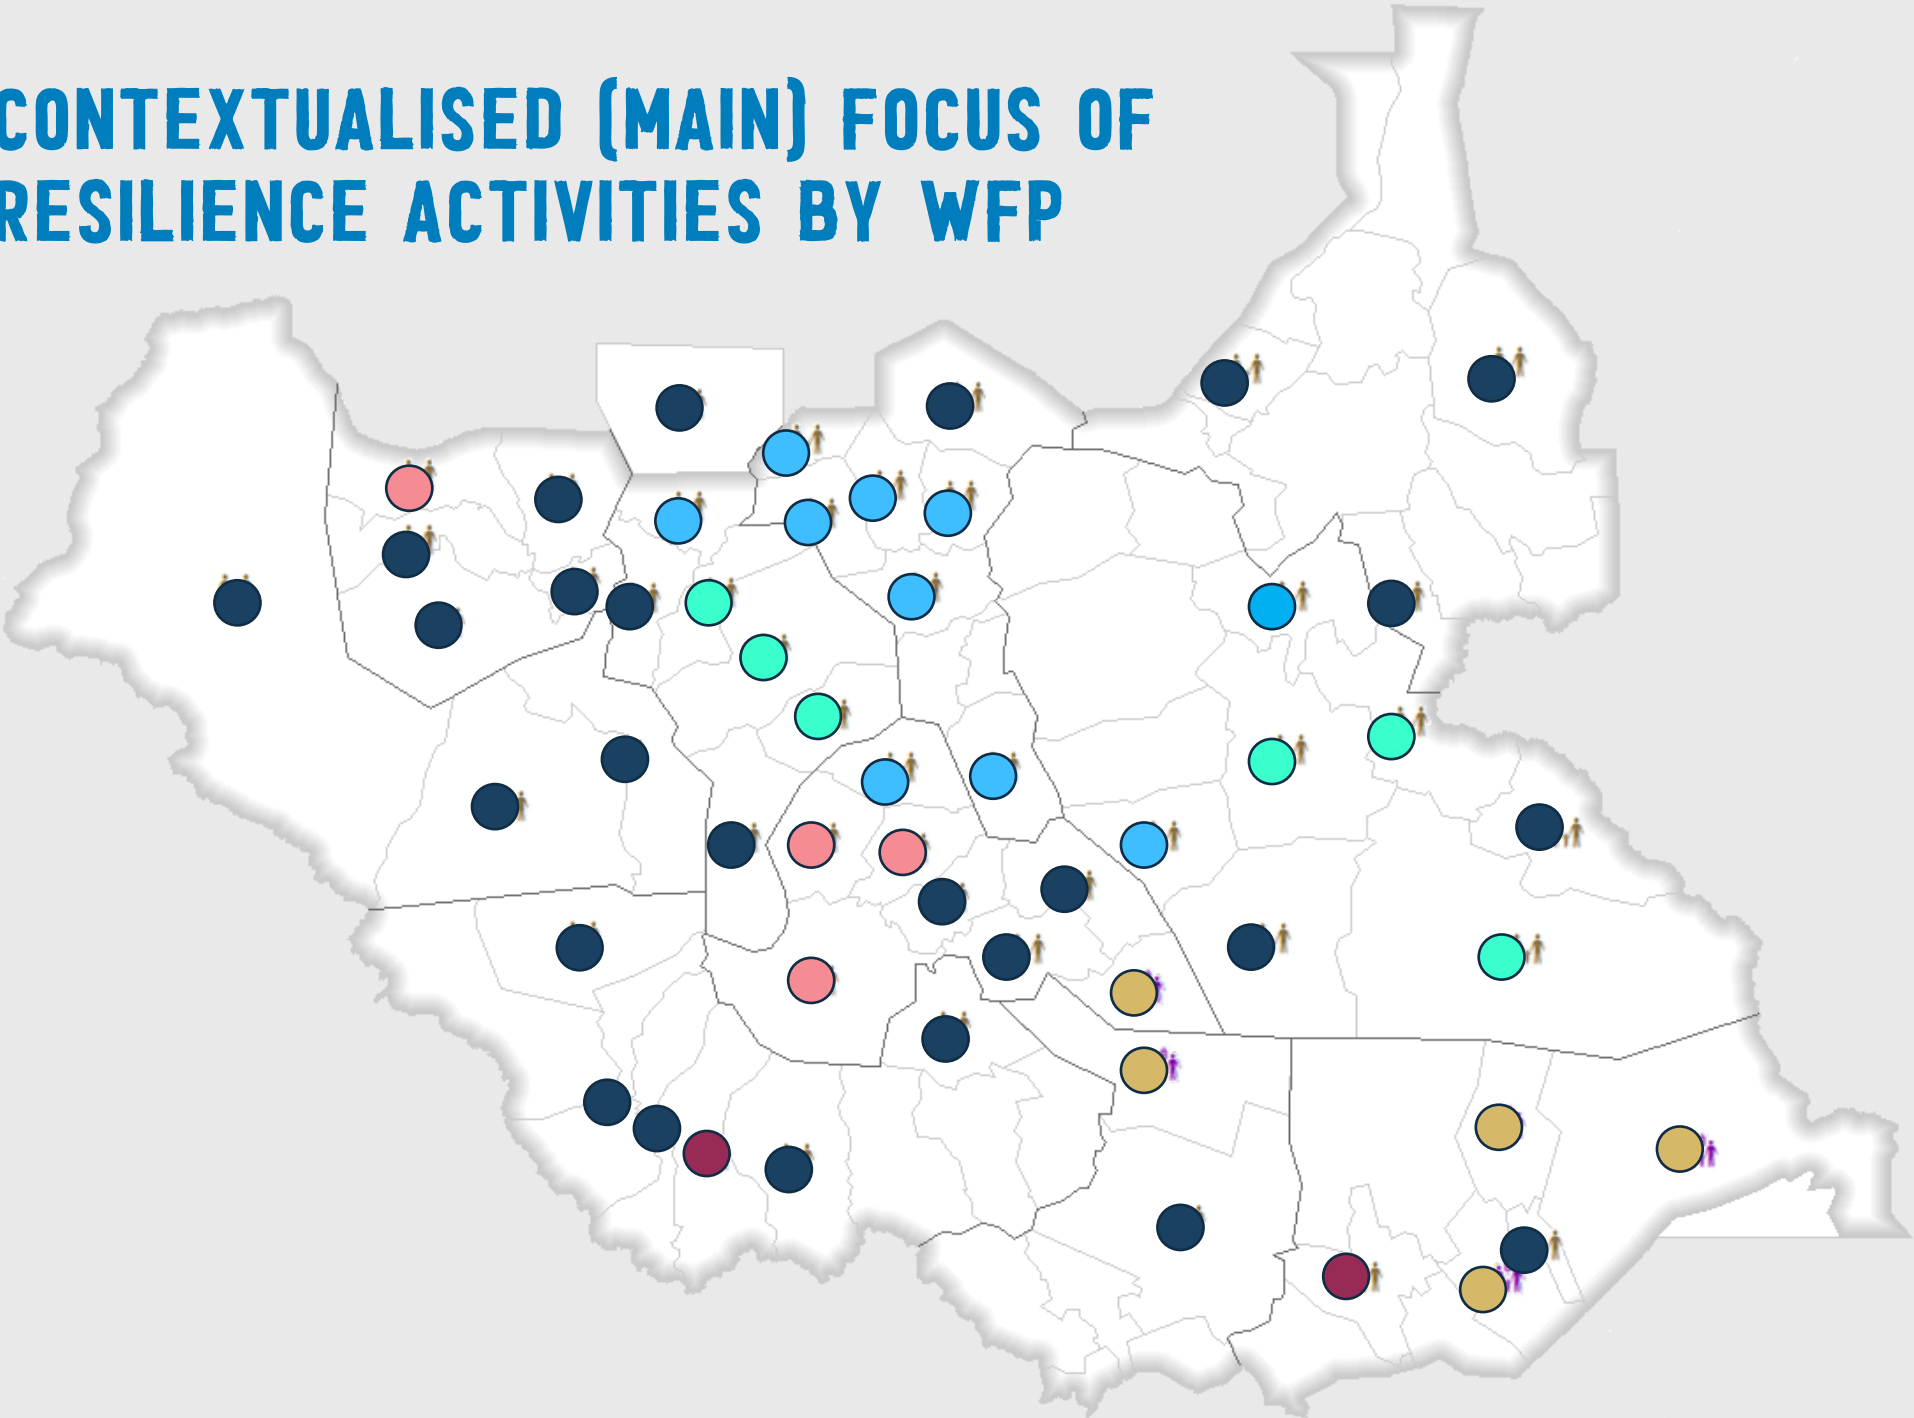 CONTEXTUALISED (MAIN) FOCUS OF
RESILIENCE ACTIVITIES BY WFP